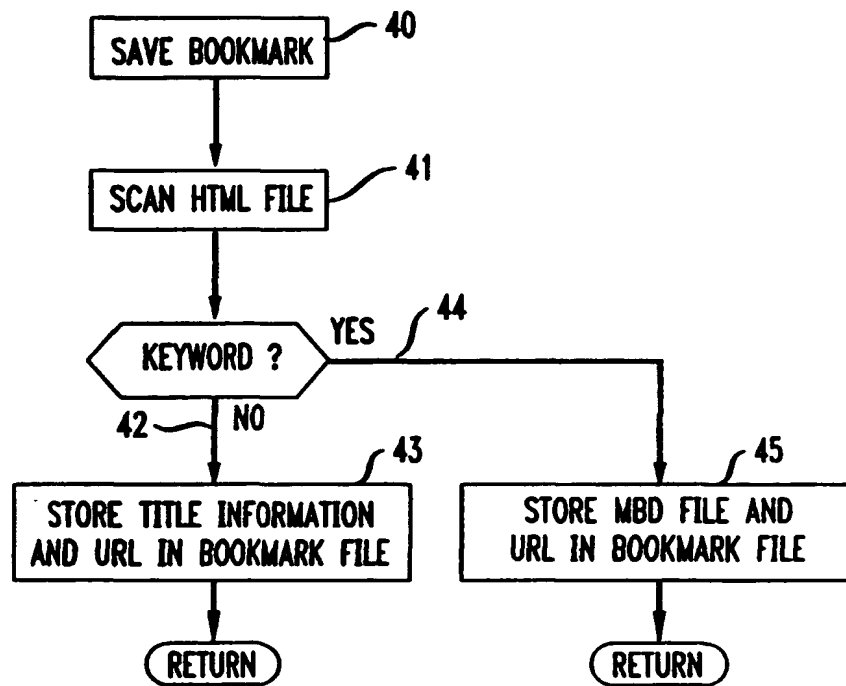 40
SAVE BOOKMARK
41
SCAN HTML FILE
44
YES
KEYWORD ?
42
NO
43
45
STORE TITLE INFORMATION
AND URL IN BOOKMARK FILE
STORE MBD FILE AND
URL IN BOOKMARK FILE
RETURN
RETURN